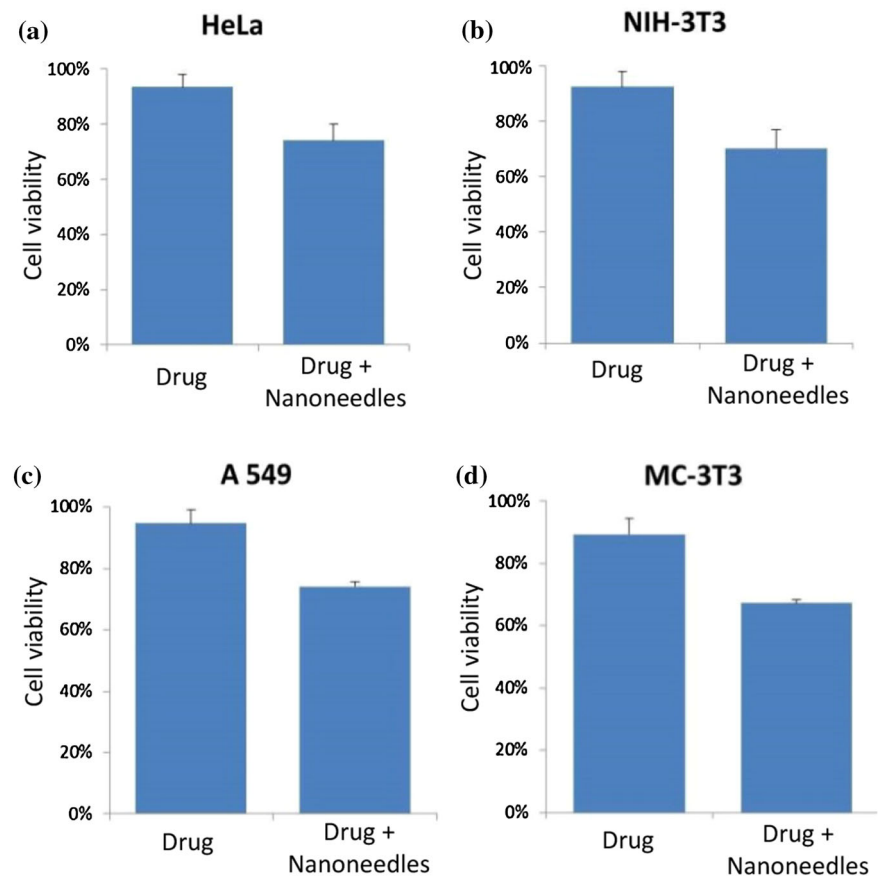 (a)
HeLa
100%
80%
60%
40%
20%
0%
Cell viability
Drug
Drug +
Nanoneedles
(b)
NIH-3T3
100%
80%
60%
40%
20%
0%
Cell viability
Drug
Drug +
Nanoneedles
(c)
A 549
100%
80%
60%
40%
20%
0%
Cell viability
Drug
Drug +
Nanoneedles
(d)
MC-3T3
100%
80%
60%
40%
20%
0%
Cell viability
Drug
Drug +
Nanoneedles